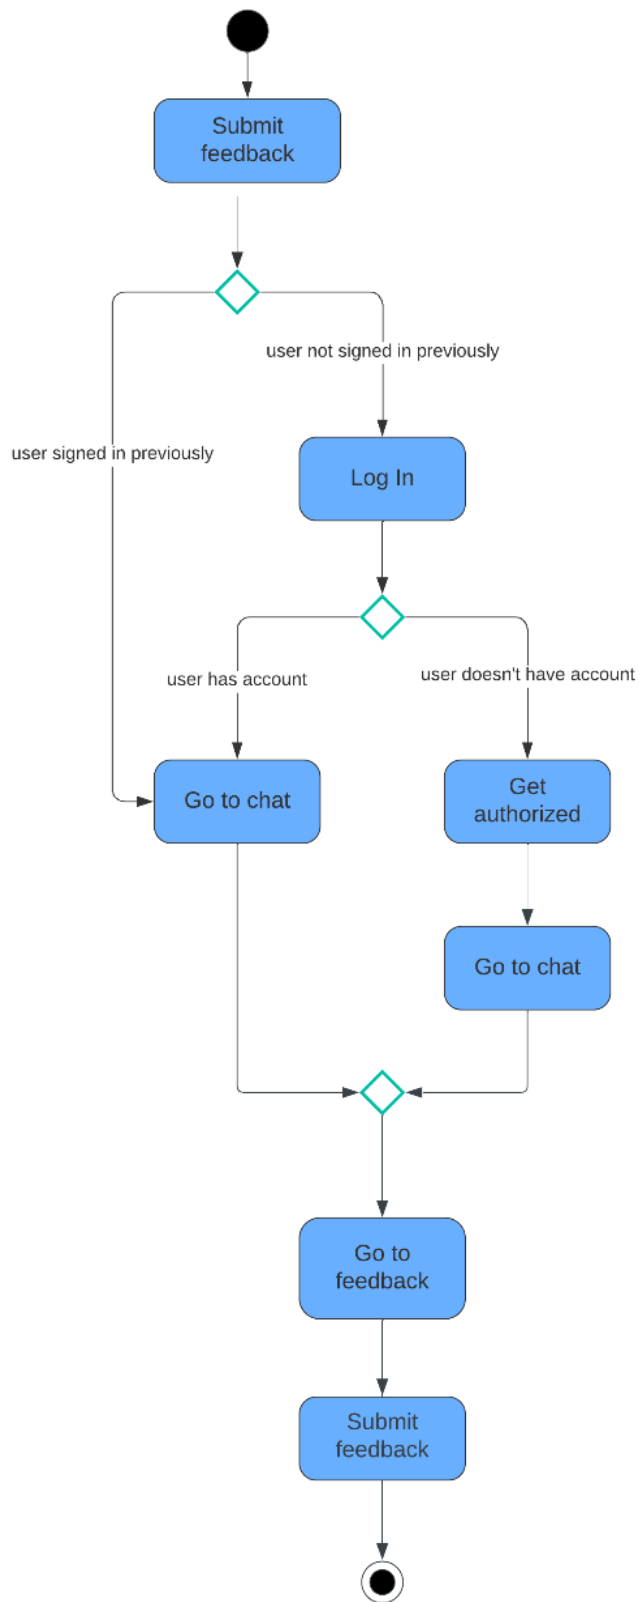 Submit
feedback
user not signed in previously
user signed in previously
Log In
user has account
user doesn't have account
Go to chat
Get
authorized
Go to chat
Go to
feedback
Submit
feedback